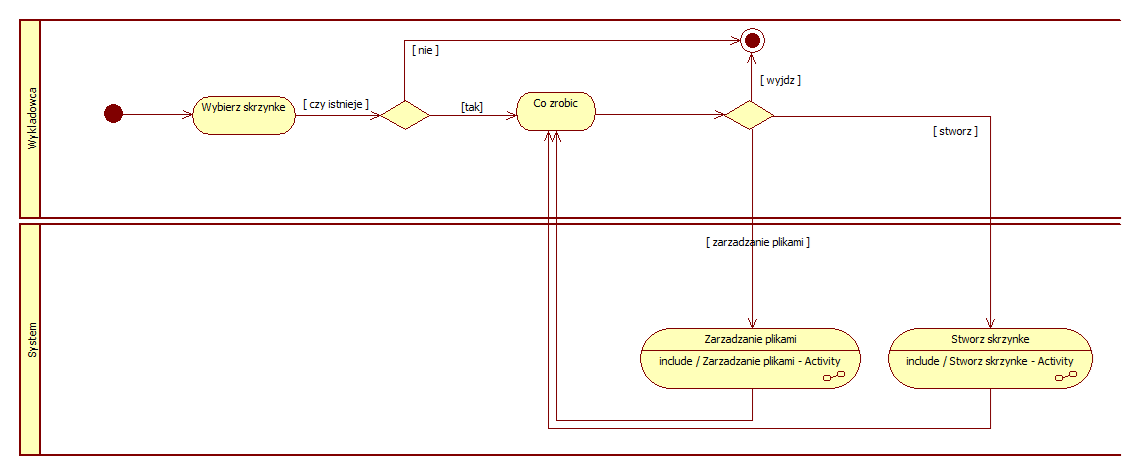 Wykladowca
[ nie ]
[ wyjdz ]
Wybierz skrzynke
[ czy istnieje ]
[tak]
Co zrobic
[ stworz ]
System
[ zarzadzanie plikami ]
Zarzadzanie plikami
include / Zarzadzanie plikami - Activity
Stworz skrzynke
include / Stworz skrzynke - Activity